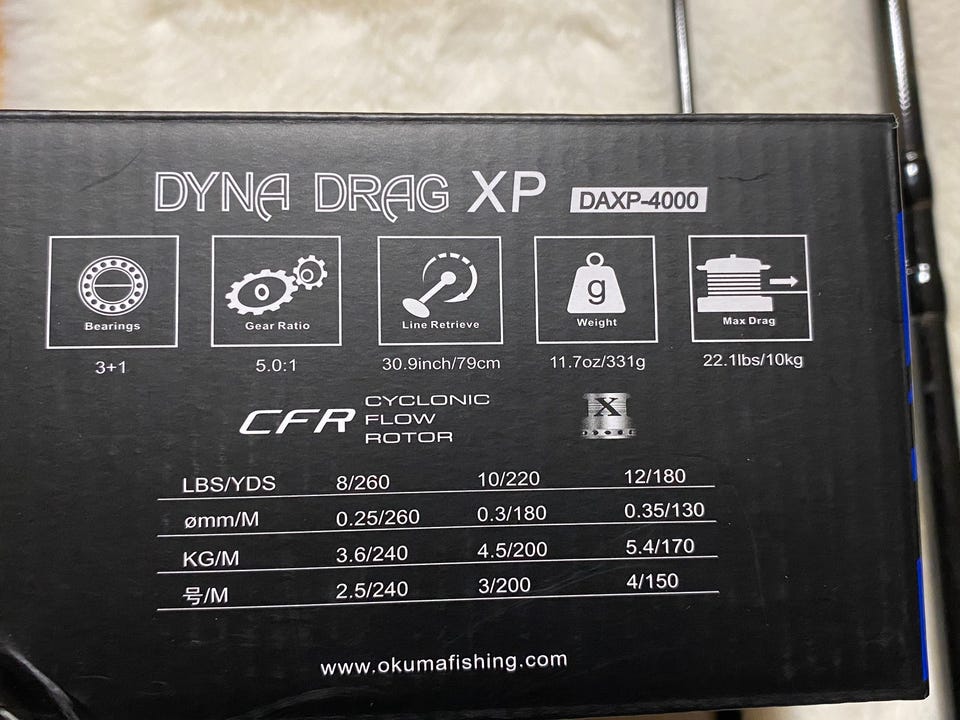 DYNA DRAG XP DAXP-4000
Bearings Gear Ratio Line Retrieve g Weight Max Drag
3+1 5.0:1 30.9inch/79cm 11.7oz/331g 22.1lbs/10kg
CFR CYCLONIC
FLOW
ROTOR
X
LBS/YDS 8/260 10/220 12/180
ømm/M 0.25/260 0.3/180 0.35/130
KG/M 3.6/240 4.5/200 5.4/170
号/M 2.5/240 3/200 4/150
www.okumafishing.com